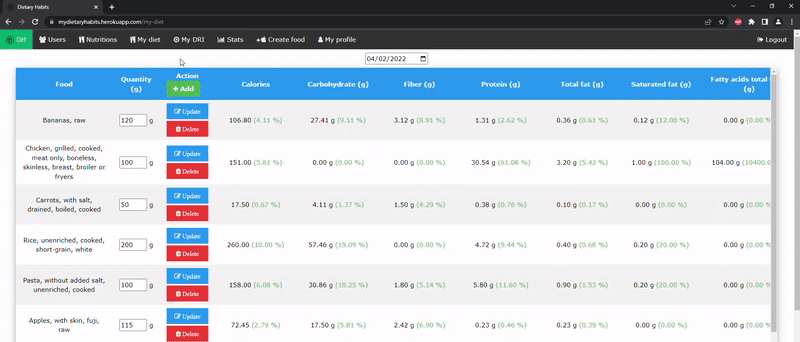 Dietary Habits
mydietaryhabits.herokuapp.com/my-diet
DH Users Nutritions My diet My DRI Stats Create food My profile Logout
04/02/2022
Food Quantity (g) Action Calories Carbohydrate (g) Fiber (g) Protein (g) Total fat (g) Saturated fat (g) Fatty acids total (g)
Add
Bananas, raw 120 g Update 106.80 (4.11 %) 27.41 g (9.11 %) 3.12 g (8.91 %) 1.31 g (2.62 %) 0.36 g (0.61 %) 0.12 g (12.00 %) 0.00 g (0.00 %
Delete
Chicken, grilled, cooked,
meat only, boneless,
skinless, breast, broiler or
fryers
100 g Update 151.00 (5.81 %) 0.00 g (0.00 %) 0.00 g (0.00 %) 30.54 g (61.08 %) 3.20 g (5.42 %) 1.00 g (100.00 %) 104.00 g (10400.0
Delete
Carrots, with salt,
drained, boiled, cooked
50 g Update 17.50 (0.67 %) 4.11 g (1.37 %) 1.50 g (4.29 %) 0.38 g (0.76 %) 0.10 g (0.17 %) 0.00 g (0.00 %) 0.00 g (0.00 %
Delete
Rice, unenriched, cooked,
short-grain, white
200 g Update 260.00 (10.00 %) 57.46 g (19.09 %) 0.00 g (0.00 %) 4.72 g (9.44 %) 0.40 g (0.68 %) 0.20 g (20.00 %) 0.00 g (0.00 %
Delete
Pasta, without added salt,
unenriched, cooked
100 g Update 158.00 (6.08 %) 30.86 g (10.25 %) 1.80 g (5.14 %) 5.80 g (11.60 %) 0.90 g (1.53 %) 0.20 g (20.00 %) 0.00 g (0.00 %
Delete
Apples, with skin, fuji,
raw
115 g Update 72.45 (2.79 %) 17.50 g (5.81 %) 2.42 g (6.90 %) 0.23 g (0.46 %) 0.23 g (0.39 %) 0.00 g (0.00 %) 0.00 g (0.00 %
Delete